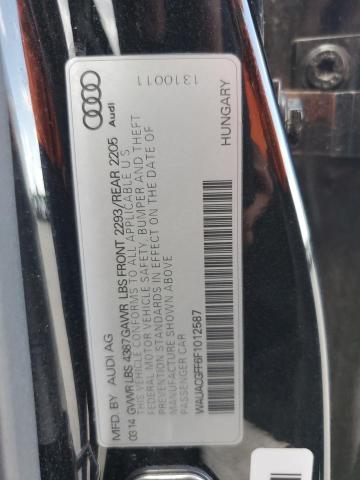 1310011
Audi
HUNGARY
MFD. BY AUDI AG
03 14 GVWR LBS 4387 GAWR LBS FRONT 2293/REAR 2205
THIS VEHICLE CONFORMS TO ALL APPLICABLE U S
FEDERAL MOTOR VEHICLE SAFETY, BUMPER, AND THEFT
PREVENTION STANDARDS IN EFFECT ON THE DATE OF
MANUFACTURE SHOWN ABOVE
PASSENGER CAR
WAUACGFF6F1012587